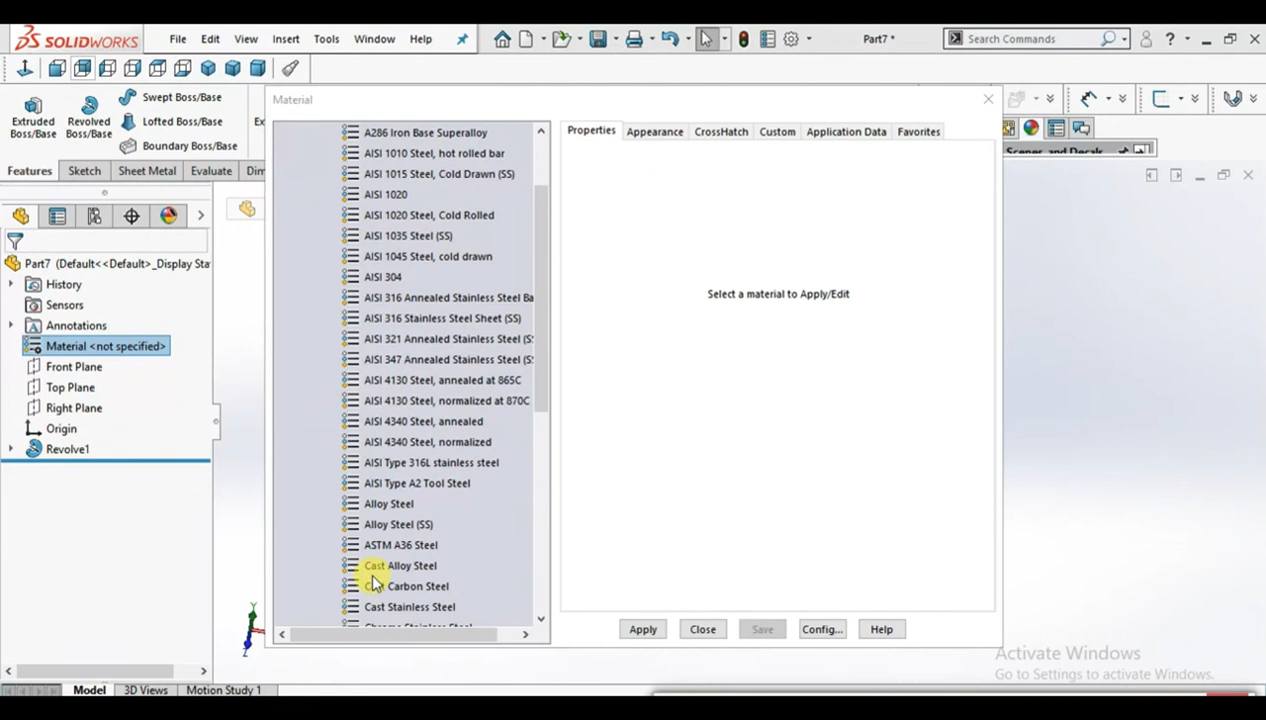 SOLIDWORKS
File Edit View Insert Tools Window Help
Part7 *
Search Commands
Extruded Boss/Base
Revolved Boss/Base
Swept Boss/Base
Lofted Boss/Base
Boundary Boss/Base
Features Sketch Sheet Metal Evaluate
Part7 (Default<<Default>_Display Sta
History
Sensors
Annotations
Material <not specified>
Front Plane
Top Plane
Right Plane
Origin
Revolve1
Material
A286 Iron Base Superalloy
AISI 1010 Steel, hot rolled bar
AISI 1015 Steel, Cold Drawn (SS)
AISI 1020
AISI 1020 Steel, Cold Rolled
AISI 1035 Steel (SS)
AISI 1045 Steel, cold drawn
AISI 304
AISI 316 Annealed Stainless Steel Ba
AISI 316 Stainless Steel Sheet (SS)
AISI 321 Annealed Stainless Steel (S
AISI 347 Annealed Stainless Steel (S
AISI 4130 Steel, annealed at 865C
AISI 4130 Steel, normalized at 870C
AISI 4340 Steel, annealed
AISI 4340 Steel, normalized
AISI Type 316L stainless steel
AISI Type A2 Tool Steel
Alloy Steel
Alloy Steel (SS)
ASTM A36 Steel
Cast Alloy Steel
Carbon Steel
Cast Stainless Steel
Properties Appearance CrossHatch Custom Application Data Favorites
Select a material to Apply/Edit
Apply Close Save Config... Help
Activate Windows
Go to Settings to activate Windows.
Model 3D Views Motion Study 1